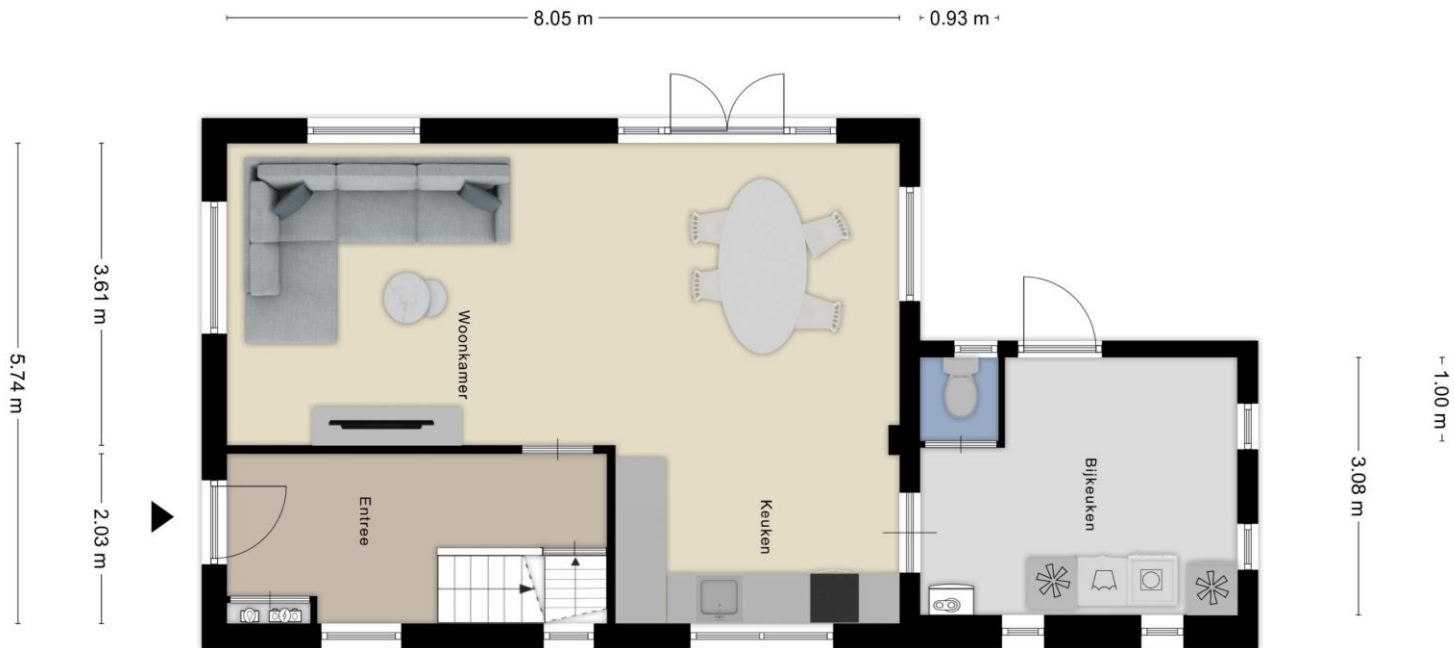 8.05 m
0.93 m
3.61 m
5.74 m
2.03 m
Woonkamer
Entree
Keuken
Bijkeuken
3.08 m
1.00 m